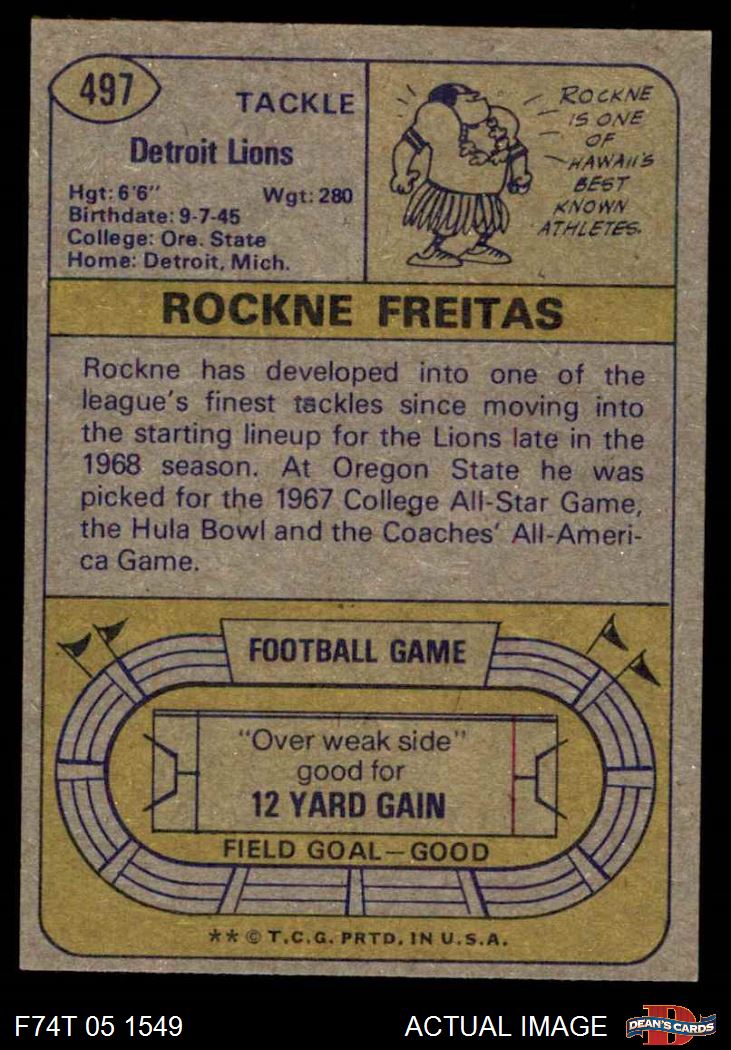 497
TACKLE
Detroit Lions
Hgt: 6'6" Wgt: 280
Birthdate: 9-7-45
College: Ore. State
Home: Detroit, Mich.
ROCKNE
IS ONE
OF
HAWAII'S
BEST
KNOWN
ATHLETES.
ROCKNE FREITAS
Rockne has developed into one of the
league's finest tackles since moving into
the starting lineup for the Lions late in the
1968 season. At Oregon State he was
picked for the 1967 College All-Star Game,
the Hula Bowl and the Coaches' All-Ameri-
ca Game.
FOOTBALL GAME
"Over weak side"
good for
12 YARD GAIN
FIELD GOAL—GOOD
** © T.C.G. PRTD. IN U.S.A.
F74T 05 1549 ACTUAL IMAGE
D
DEAN'S CARDS